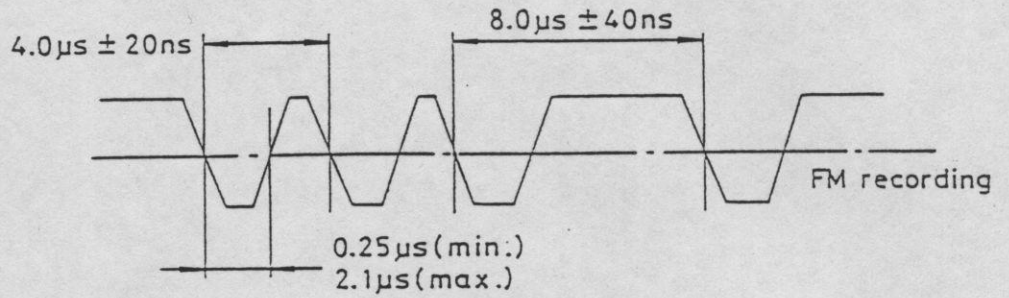 8.0µs ± 40ns
4.0µs ± 20ns
FM recording
0.25µs (min.)
2.1µs (max.)